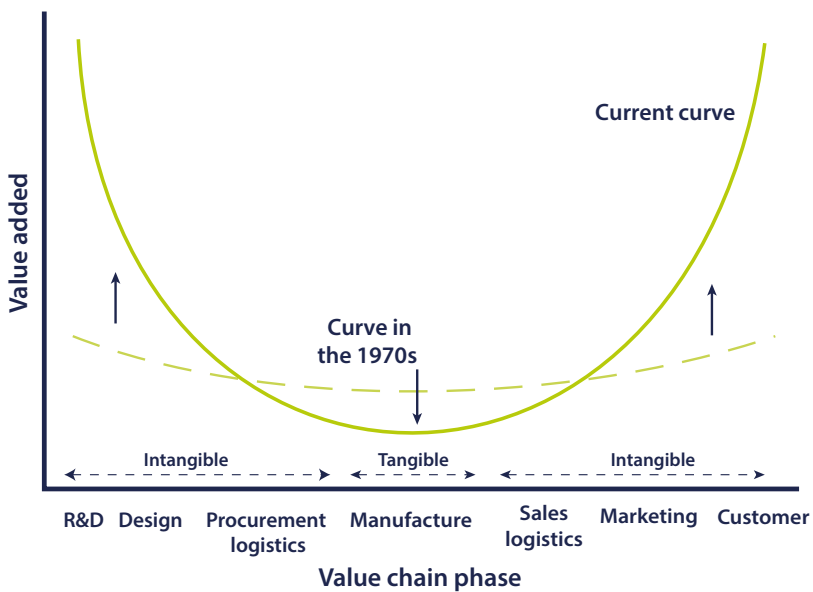 Value added
Current curve
Curve in
the 1970s
Intangible
Tangible
Intangible
R&D
Design
Procurement
logistics
Manufacture
Sales
logistics
Marketing
Customer
Value chain phase